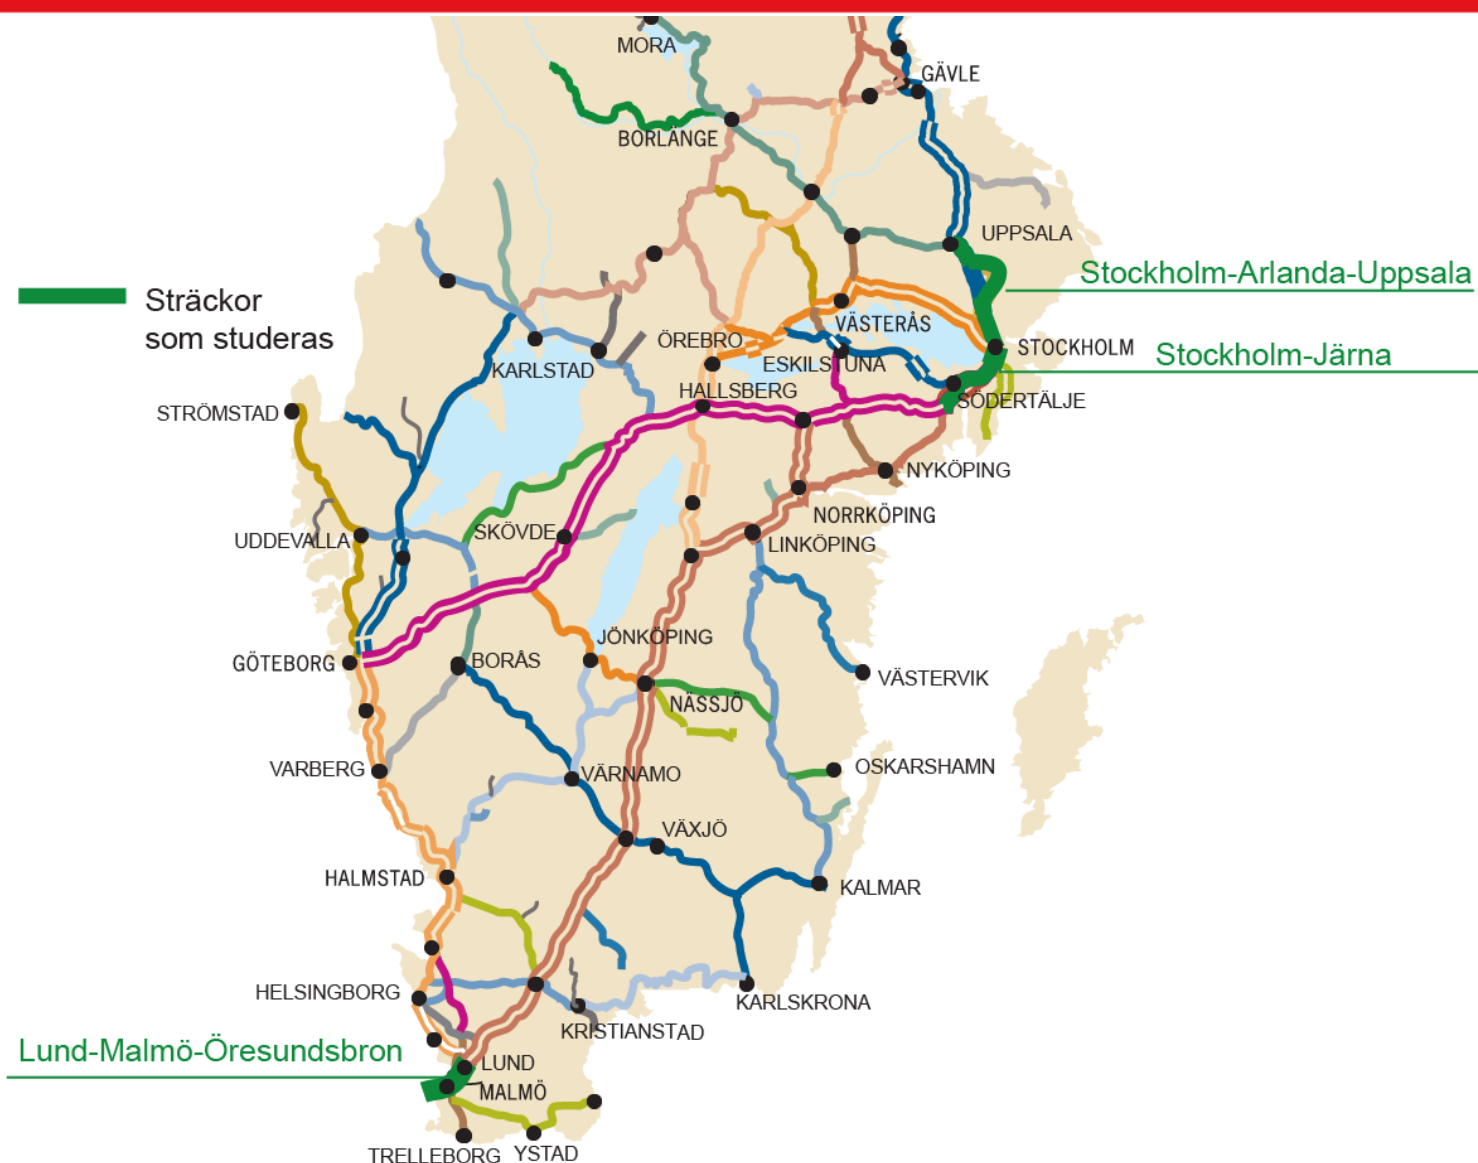 MORA
GÄVLE
BORLÄNGE
UPPSALA
Stockholm-Arlanda-Uppsala
Sträckor
som studeras
VÄSTERÅS
ÖREBRO
STOCKHOLM
Stockholm-Järna
KARLSTAD
ESKILSTUNA
HALLSBERG
SÖDERTÄLJE
STRÖMSTAD
NYKÖPING
NORRKÖPING
UDDEVALLA
SKÖVDE
LINKÖPING
JÖNKÖPING
GÖTEBORG
BORÅS
VÄSTERVIK
NÄSSJÖ
VARBERG
VÄRNAMO
OSKARSHAMN
VÄXJÖ
HALMSTAD
KALMAR
HELSINGBORG
KARLSKRONA
KRISTIANSTAD
Lund-Malmö-Öresundsbron
LUND
MALMÖ
TRELLEBORG
YSTAD